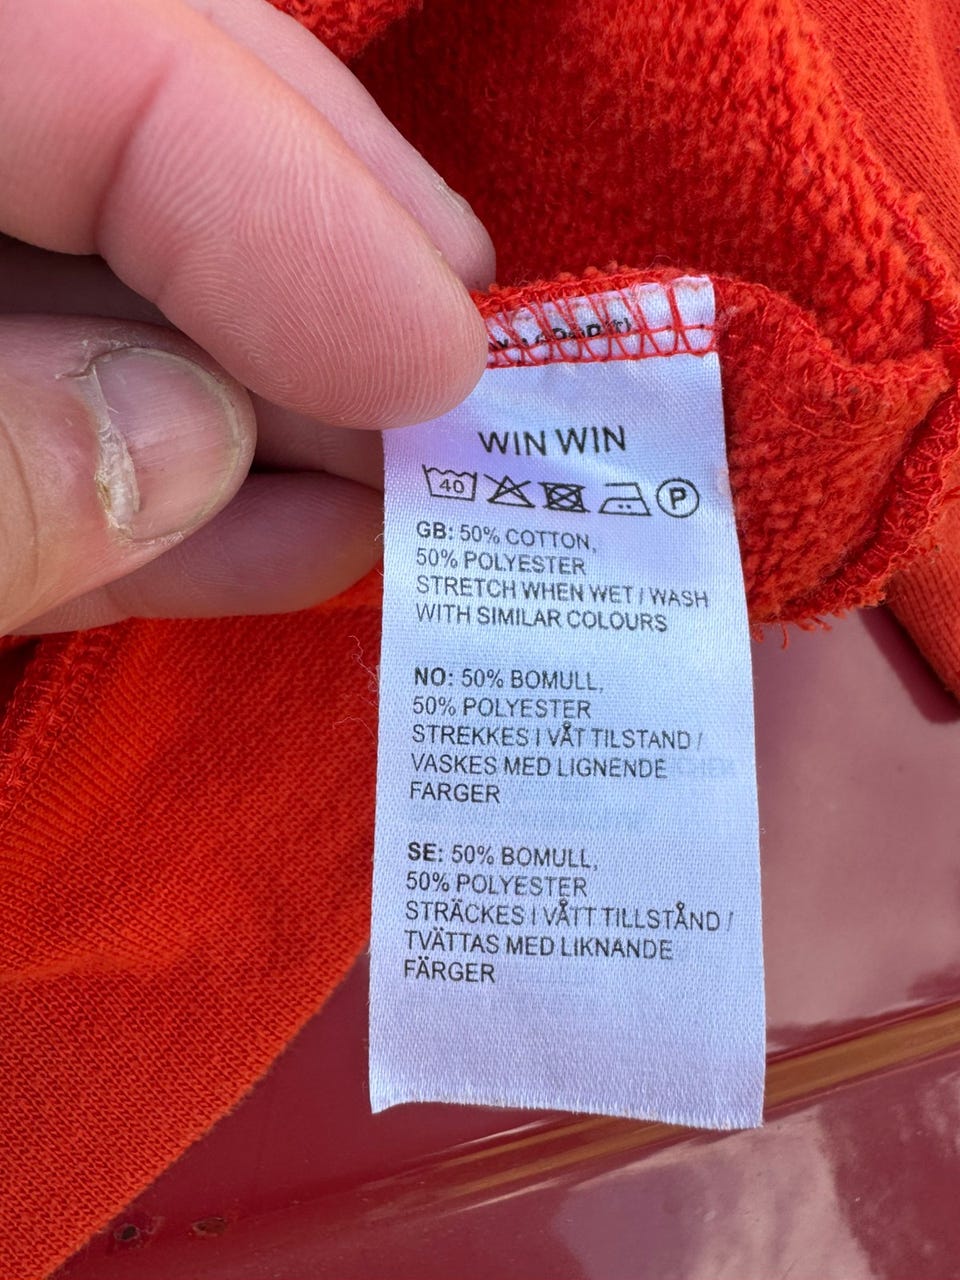 WIN WIN
40 P
GB: 50% COTTON,
50% POLYESTER
STRETCH WHEN WET / WASH
WITH SIMILAR COLOURS
NO: 50% BOMULL,
50% POLYESTER
STREKKES I VÅT TILSTAND /
VASKES MED LIGNENDE
FARGER
SE: 50% BOMULL,
50% POLYESTER
STRÄCKES I VÅTT TILLSTÅND /
TVÄTTAS MED LIKNANDE
FÄRGER